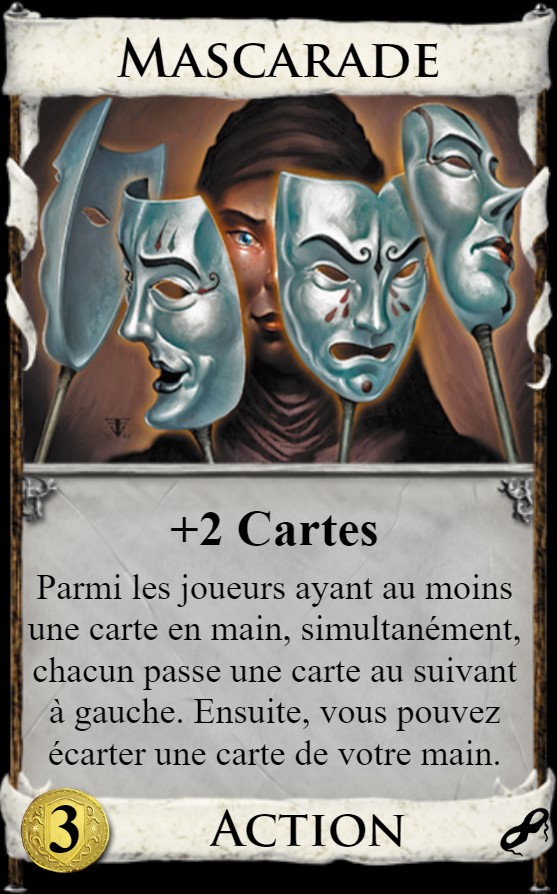 MASCARADE
+2 Cartes
Parmi les joueurs ayant au moins
une carte en main, simultanément,
chacun passe une carte au suivant
à gauche. Ensuite, vous pouvez
écarter une carte de votre main.
3
ACTION